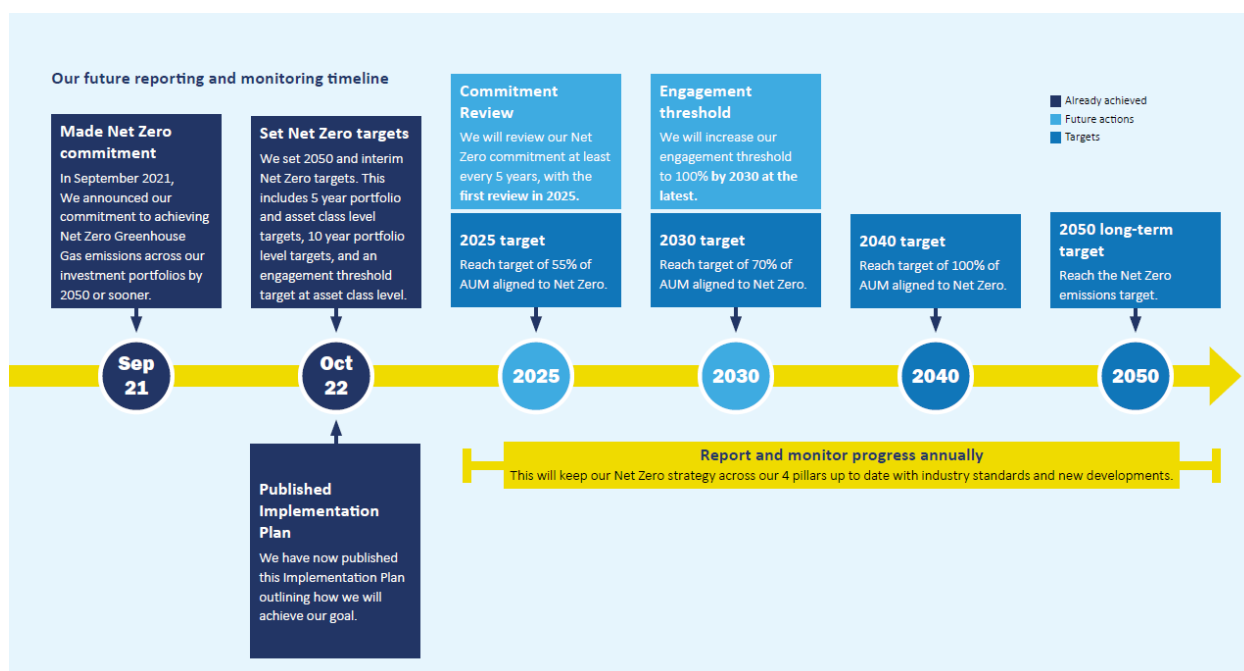 Our future reporting and monitoring timeline
Made Net Zero
commitment
In September 2021,
We announced our
commitment to achieving
Net Zero Greenhouse
Gas emissions across our
investment portfolios by
2050 or sooner.
Set Net Zero targets
We set 2050 and interim
Net Zero targets. This
includes 5 year portfolio
and asset class level
targets, 10 year portfolio
level targets, and an
engagement threshold
target at asset class level.
Commitment
Review
We will review our Net
Zero commitment at least
every 5 years, with the
first review in 2025.
2025 target
Reach target of 55% of
AUM aligned to Net Zero.
Engagement
threshold
We will increase our
engagement threshold
to 100% by 2030 at the
latest.
2030 target
Reach target of 70% of
AUM aligned to Net Zero.
2040 target
Reach target of 100% of
AUM aligned to Net Zero.
Already achieved
Future actions
Targets
2050 long-term
target
Reach the Net Zero
emissions target.
Sep
21
Oct
22
2025
2030
2040
2050
Published
Implementation
Plan
We have now published
this Implementation Plan
outlining how we will
achieve our goal.
Report and monitor progress annually
This will keep our Net Zero strategy across our 4 pillars up to date with industry standards and new developments.